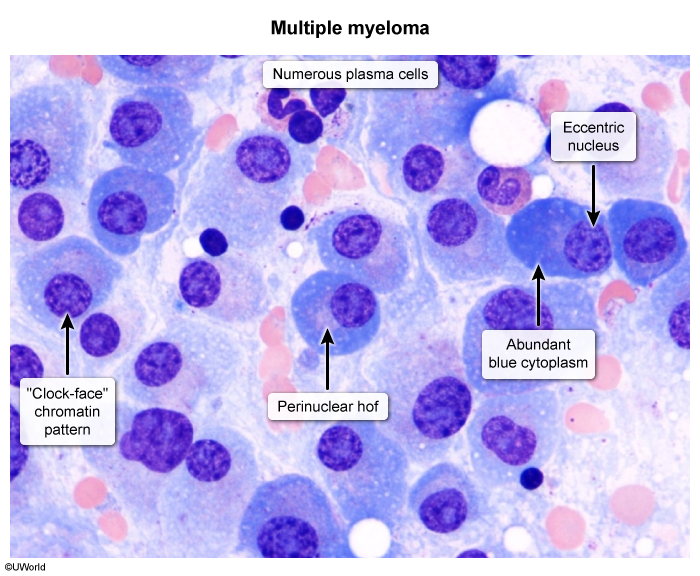 Multiple myeloma
Numerous plasma cells
Eccentric
nucleus
Abundant
blue cytoplasm
"Clock-face"
chromatin
pattern
Perinuclear hof
©UWorld